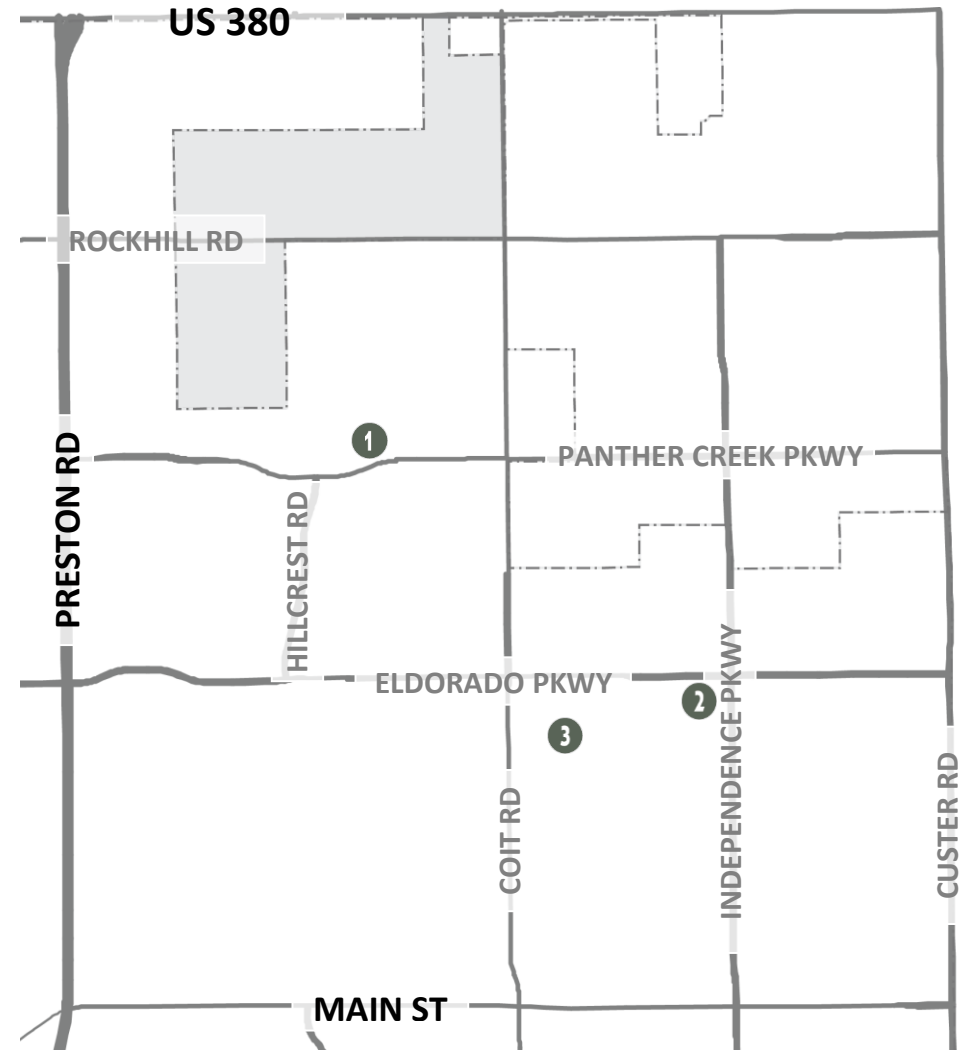 US 380
ROCKHILL RD
1
PANTHER CREEK PKWY
PRESTON RD
HILLCREST RD
ELDORADO PKWY
2
INDEPENDENCE PKWY
3
COIT RD
CUSTER RD
MAIN ST